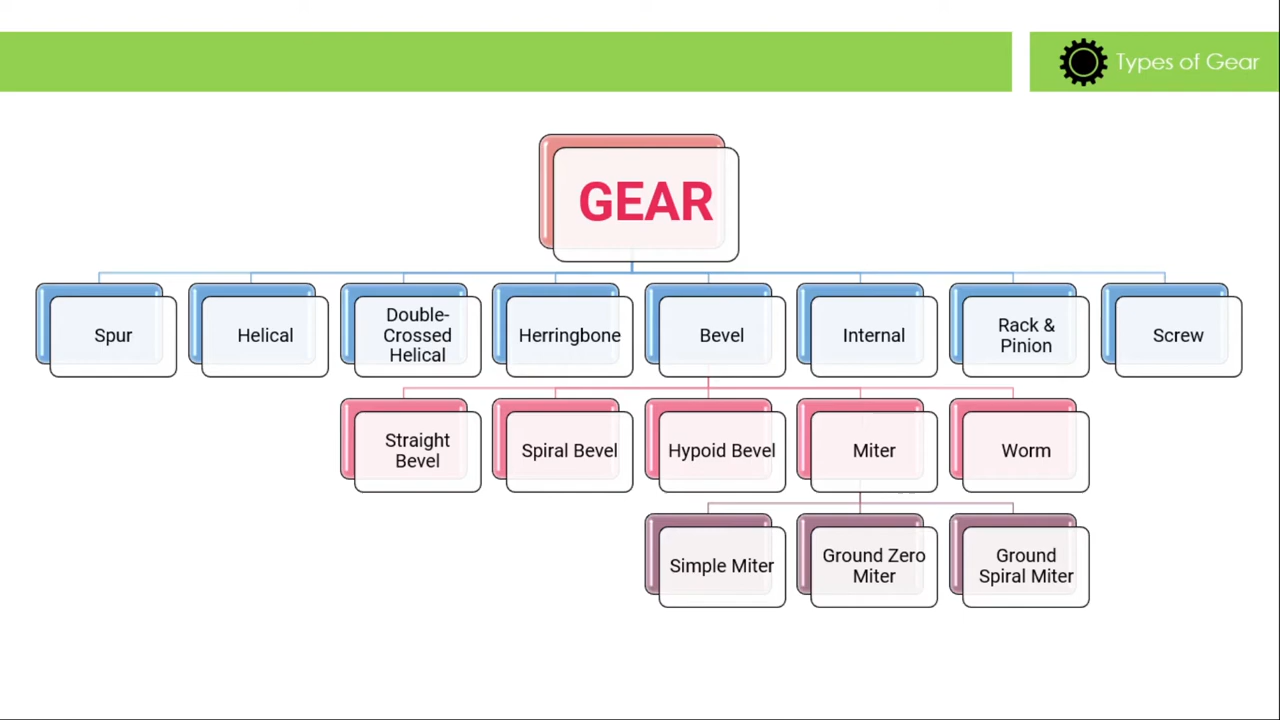 Types of Gear
GEAR
Spur
Helical
Double-
Crossed
Helical
Herringbone
Bevel
Internal
Rack &
Pinion
Screw
Straight
Bevel
Spiral Bevel
Hypoid Bevel
Miter
Worm
Simple Miter
Ground Zero
Miter
Ground
Spiral Miter